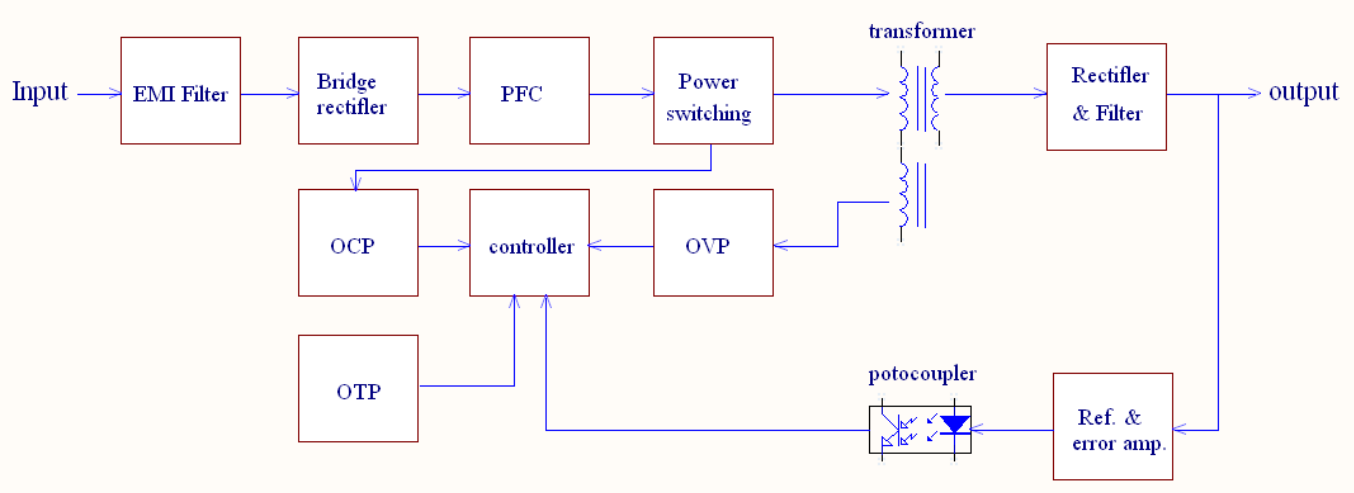 transformer
Input
EMI Filter
Bridge
rectifler
PFC
Power
switching
Rectifler
& Filter
output
OCP
controller
OVP
OTP
potocoupler
Ref. &
error amp.